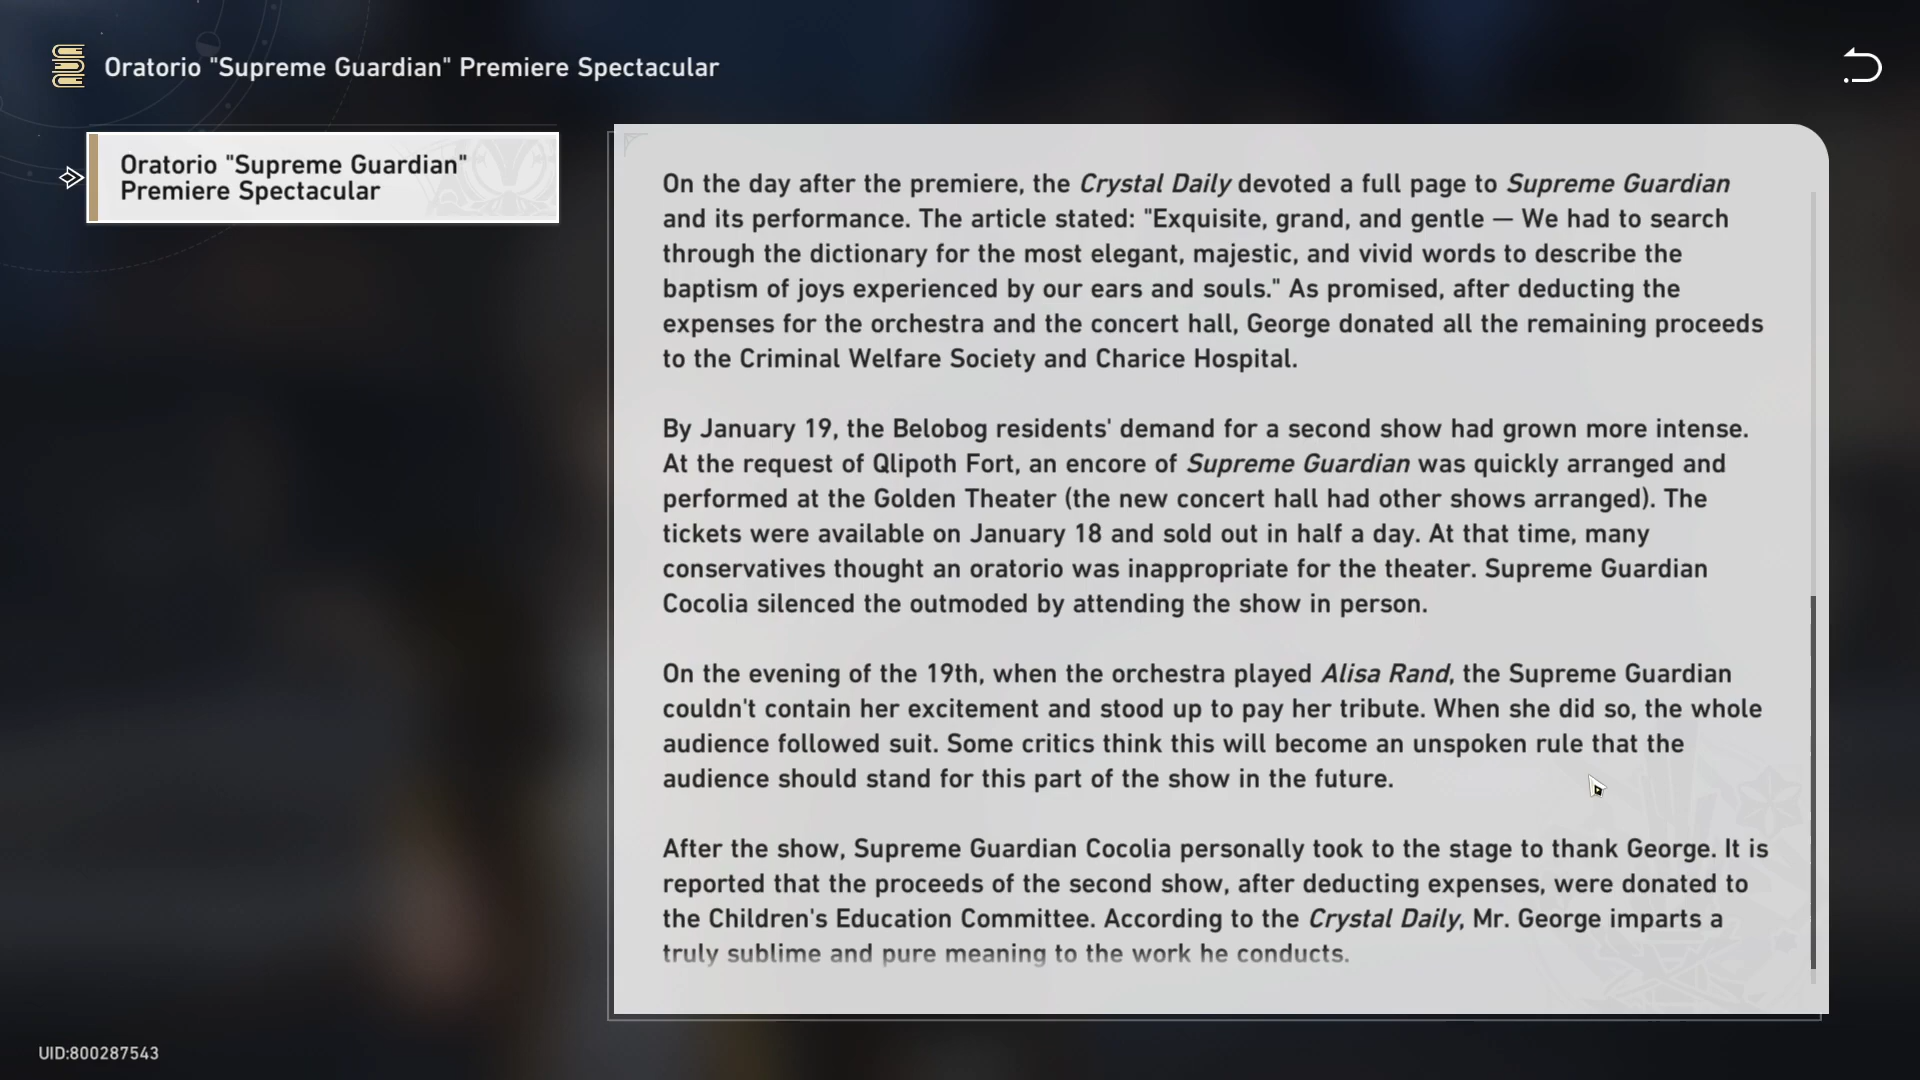 Oratorio "Supreme Guardian" Premiere Spectacular
Oratorio "Supreme Guardian"
Premiere Spectacular
On the day after the premiere, the Crystal Daily devoted a full page to Supreme Guardian
and its performance. The article stated: "Exquisite, grand, and gentle — We had to search
through the dictionary for the most elegant, majestic, and vivid words to describe the
baptism of joys experienced by our ears and souls." As promised, after deducting the
expenses for the orchestra and the concert hall, George donated all the remaining proceeds
to the Criminal Welfare Society and Charice Hospital.
By January 19, the Belobog residents' demand for a second show had grown more intense.
At the request of Qlipoth Fort, an encore of Supreme Guardian was quickly arranged and
performed at the Golden Theater (the new concert hall had other shows arranged). The
tickets were available on January 18 and sold out in half a day. At that time, many
conservatives thought an oratorio was inappropriate for the theater. Supreme Guardian
Cocolia silenced the outmoded by attending the show in person.
On the evening of the 19th, when the orchestra played Alisa Rand, the Supreme Guardian
couldn't contain her excitement and stood up to pay her tribute. When she did so, the whole
audience followed suit. Some critics think this will become an unspoken rule that the
audience should stand for this part of the show in the future.
After the show, Supreme Guardian Cocolia personally took to the stage to thank George. It is
reported that the proceeds of the second show, after deducting expenses, were donated to
the Children's Education Committee. According to the Crystal Daily, Mr. George imparts a
truly sublime and pure meaning to the work he conducts.
UID:800287543